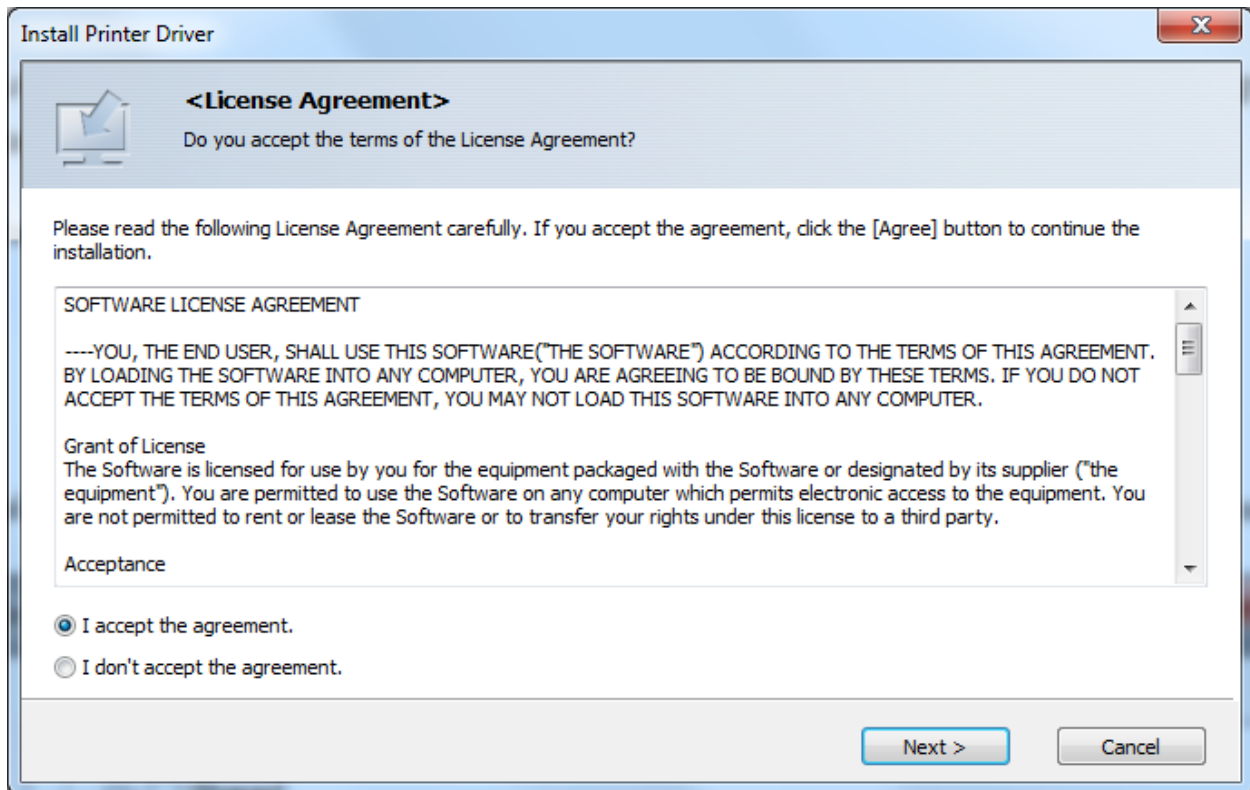 Install Printer Driver
<License Agreement>
Do you accept the terms of the License Agreement?
Please read the following License Agreement carefully. If you accept the agreement, click the [Agree] button to continue the
installation.
SOFTWARE LICENSE AGREEMENT
----YOU, THE END USER, SHALL USE THIS SOFTWARE("THE SOFTWARE") ACCORDING TO THE TERMS OF THIS AGREEMENT.
BY LOADING THE SOFTWARE INTO ANY COMPUTER, YOU ARE AGREEING TO BE BOUND BY THESE TERMS. IF YOU DO NOT
ACCEPT THE TERMS OF THIS AGREEMENT, YOU MAY NOT LOAD THIS SOFTWARE INTO ANY COMPUTER.
Grant of License
The Software is licensed for use by you for the equipment packaged with the Software or designated by its supplier ("the
equipment"). You are permitted to use the Software on any computer which permits electronic access to the equipment. You
are not permitted to rent or lease the Software or to transfer your rights under this license to a third party.
Acceptance
I accept the agreement.
I don't accept the agreement.
Next >
Cancel